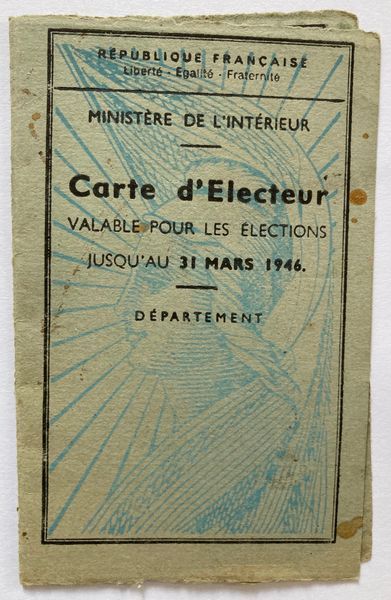 RÉPUBLIQUE FRANÇAISE
Liberté - Egalité - Fraternité
MINISTÈRE DE L'INTÉRIEUR
Carte d'Electeur
VALABLE POUR LES ÉLECTIONS
JUSQU'AU 31 MARS 1946.
DÉPARTEMENT